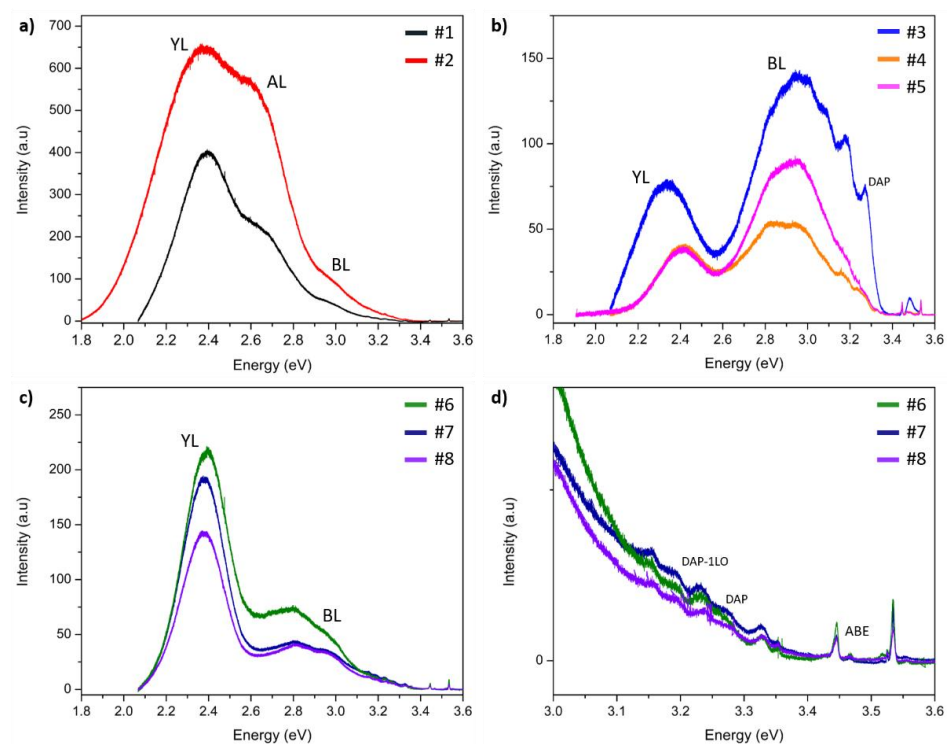 a)
#1
#2
YL
AL
BL
700
600
500
400
300
200
100
0
Intensity (a.u)
1.8 2.0 2.2 2.4 2.6 2.8 3.0 3.2 3.4 3.6
Energy (eV)
b)
#3
#4
#5
BL
YL
DAP
150
100
50
0
Intensity (a.u)
1.8 2.0 2.2 2.4 2.6 2.8 3.0 3.2 3.4 3.6
Energy (eV)
c)
#6
#7
#8
YL
BL
250
200
150
100
50
0
Intensity (a.u)
1.8 2.0 2.2 2.4 2.6 2.8 3.0 3.2 3.4 3.6
Energy (eV)
d)
#6
#7
#8
DAP-1LO
DAP
ABE
0
Intensity (a.u)
3.0 3.1 3.2 3.3 3.4 3.5 3.6
Energy (eV)